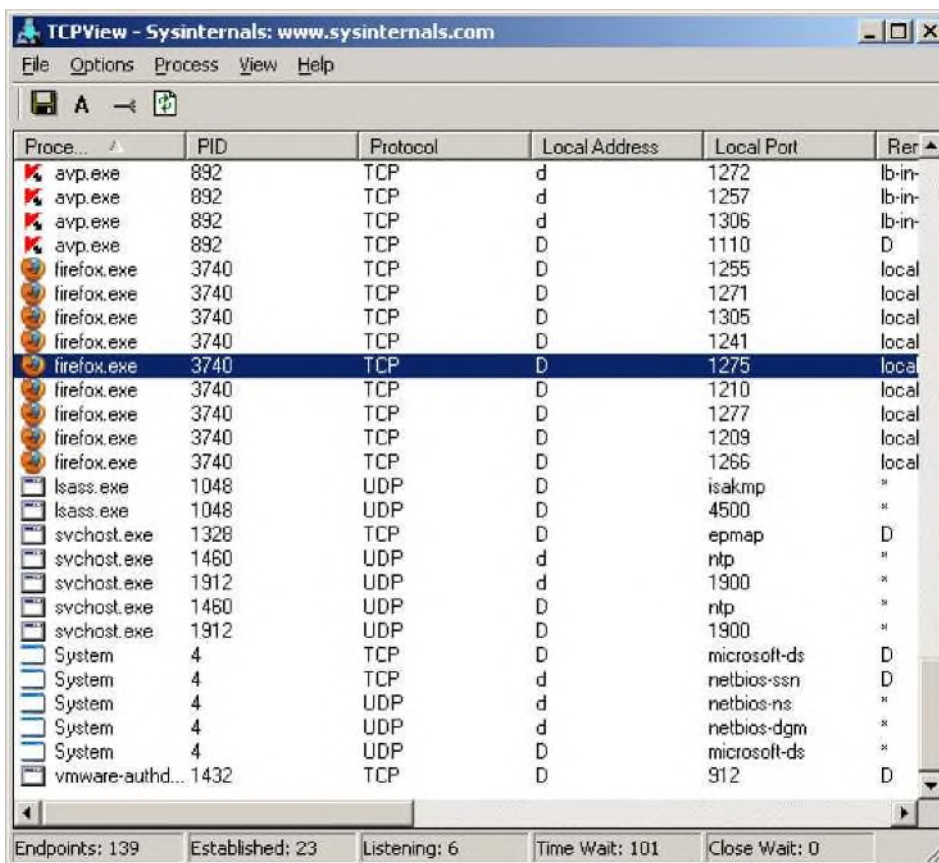 TCPView - Sysinternals: www.sysinternals.com
File Options Process View Help
A
Proce... PID Protocol Local Address Local Port Rer
avp.exe 892 TCP d 1272 lb-in-
avp.exe 892 TCP d 1257 lb-in-
avp.exe 892 TCP d 1306 lb-in-
avp.exe 892 TCP D 1110 D
firefox.exe 3740 TCP D 1255 local
firefox.exe 3740 TCP D 1271 local
firefox.exe 3740 TCP D 1305 local
firefox.exe 3740 TCP D 1241 local
firefox.exe 3740 TCP D 1275 local
firefox.exe 3740 TCP D 1210 local
firefox.exe 3740 TCP D 1277 local
firefox.exe 3740 TCP D 1209 local
firefox.exe 3740 TCP D 1266 local
lsass.exe 1048 UDP D isakmp *
lsass.exe 1048 UDP D 4500 *
svchost.exe 1328 TCP D epmap D
svchost.exe 1460 UDP d ntp *
svchost.exe 1912 UDP d 1900 *
svchost.exe 1460 UDP D ntp *
svchost.exe 1912 UDP D 1900 *
System 4 TCP D microsoft-ds D
System 4 TCP d netbios-ssn D
System 4 UDP d netbios-ns *
System 4 UDP d netbios-dgm *
System 4 UDP D microsoft-ds *
vmware-authd... 1432 TCP D 912 D
Endpoints: 139 Established: 23 Listening: 6 Time Wait: 101 Close Wait: 0